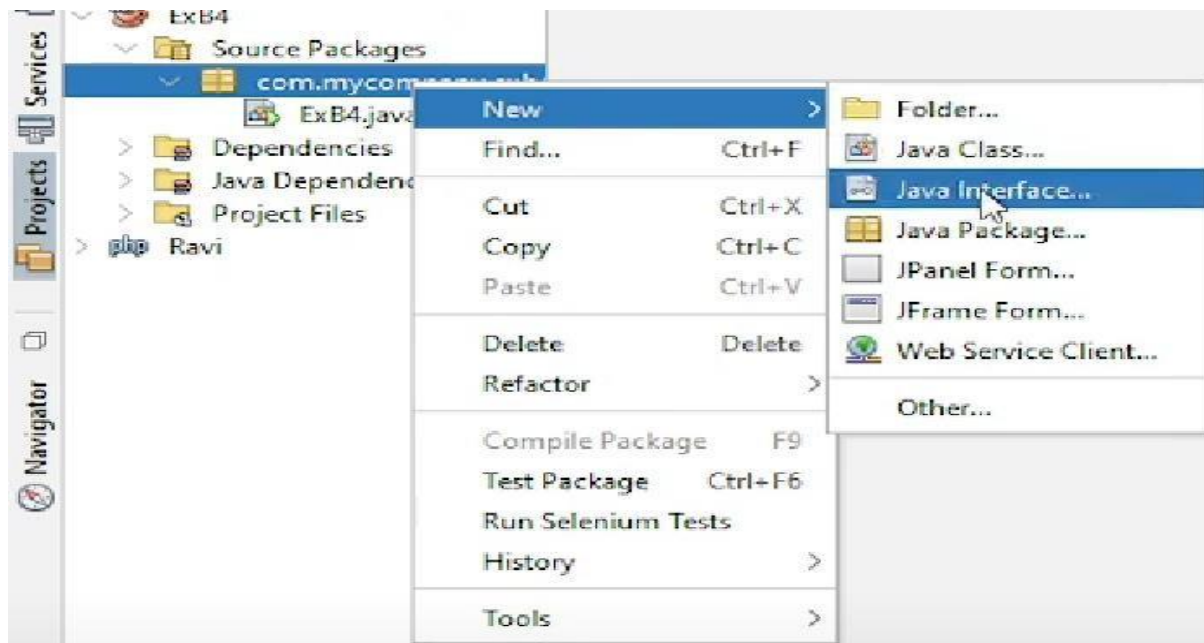 Services
Projects
Navigator
ExB4
Source Packages
ExB4.java
Dependencies
Java
Project Files
php Ravi
New
Find... Ctrl+F
Cut Ctrl+X
Copy Ctrl+C
Paste Ctrl+V
Delete Delete
Refactor
Compile Package F9
Test Package Ctrl+F6
Run Selenium Tests
History
Tools
Folder...
Java Class...
Java Interface...
Java Package...
JPanel Form...
JFrame Form...
Web Service Client...
Other...